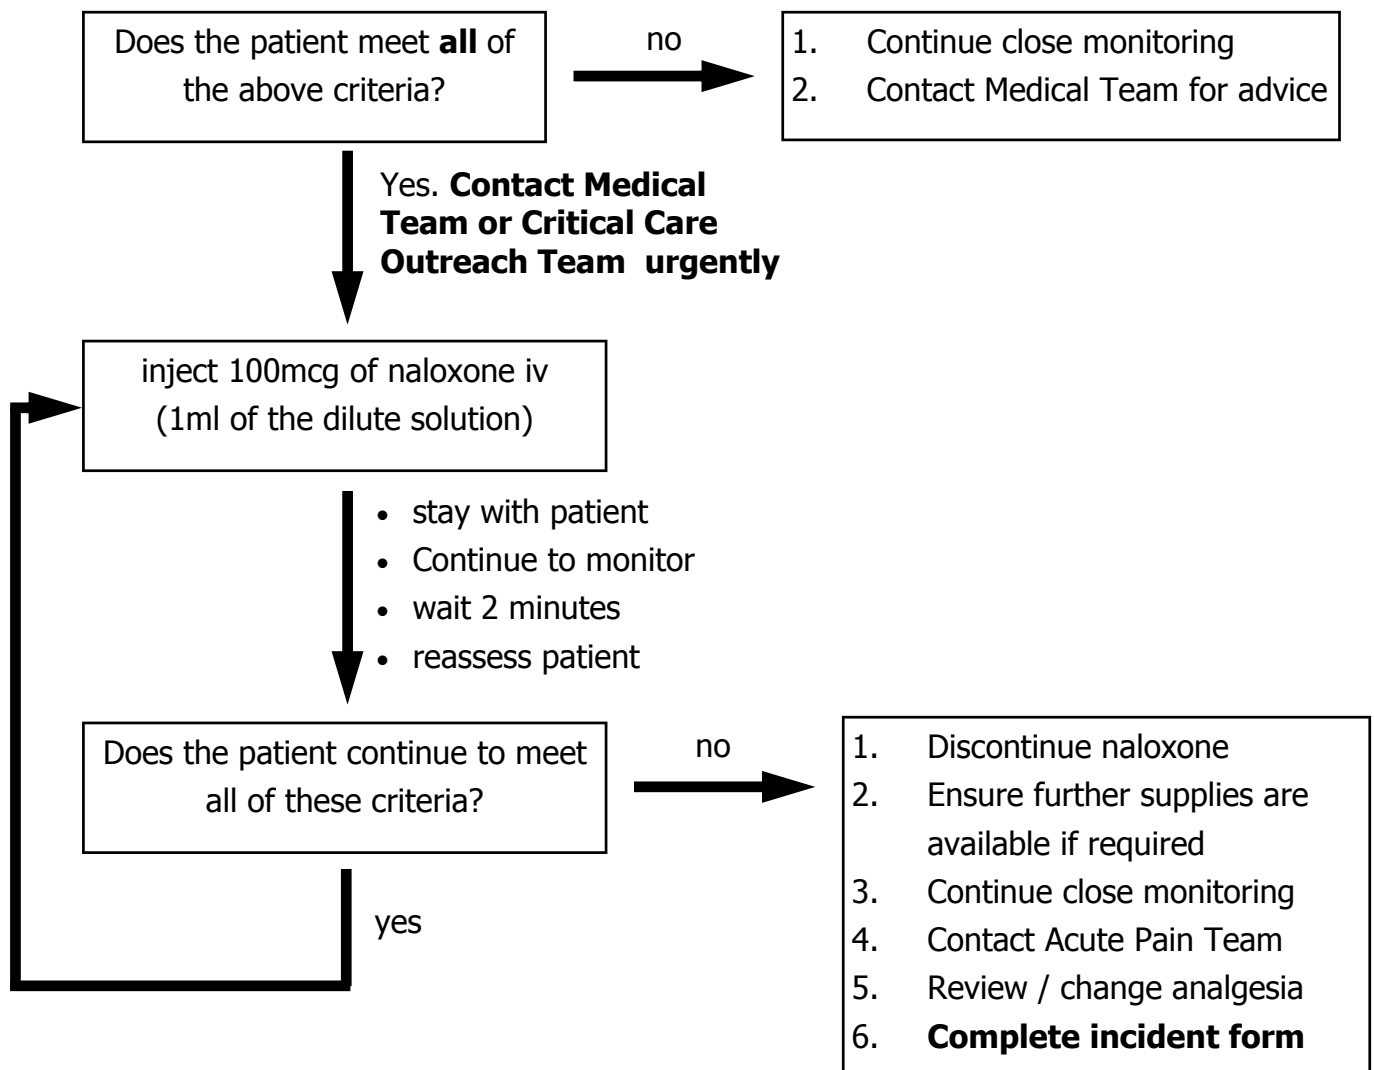 Does the patient meet all of
the above criteria?
no
1. Continue close monitoring
2. Contact Medical Team for advice
Yes. Contact Medical
Team or Critical Care
Outreach Team  urgently
inject 100mcg of naloxone iv
(1ml of the dilute solution)
• stay with patient
• Continue to monitor
• wait 2 minutes
• reassess patient
Does the patient continue to meet
all of these criteria?
no
1. Discontinue naloxone
2. Ensure further supplies are
available if required
3. Continue close monitoring
4. Contact Acute Pain Team
5. Review / change analgesia
6. Complete incident form
yes